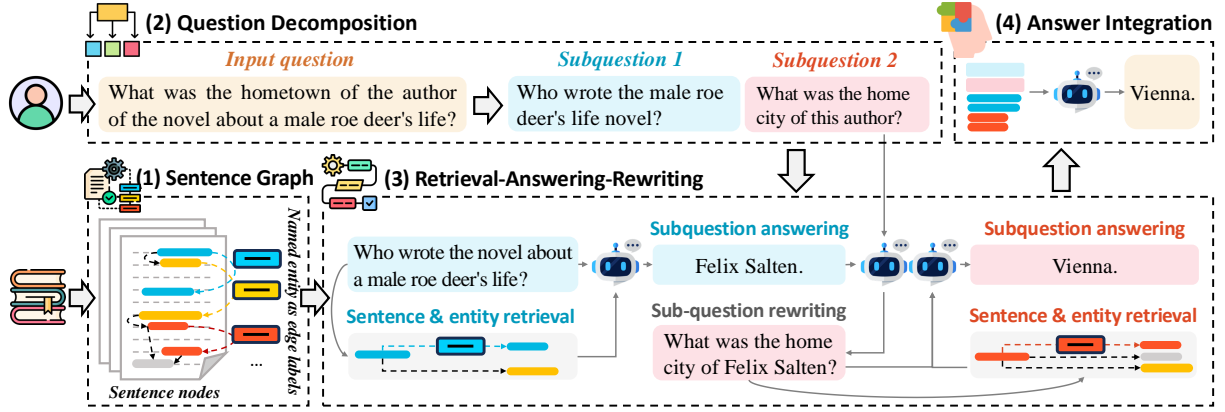 (2) Question Decomposition
Input question
What was the hometown of the author
of the novel about a male roe deer's life?
Subquestion 1
Who wrote the male roe
deer's life novel?
Subquestion 2
What was the home
city of this author?
(4) Answer Integration
Vienna.
(1) Sentence Graph
Named entity as edge labels
...
Sentence nodes
(3) Retrieval-Answering-Rewriting
Who wrote the novel about
a male roe deer's life?
Sentence & entity retrieval
Subquestion answering
Felix Salten.
Sub-question rewriting
What was the home
city of Felix Salten?
Subquestion answering
Vienna.
Sentence & entity retrieval